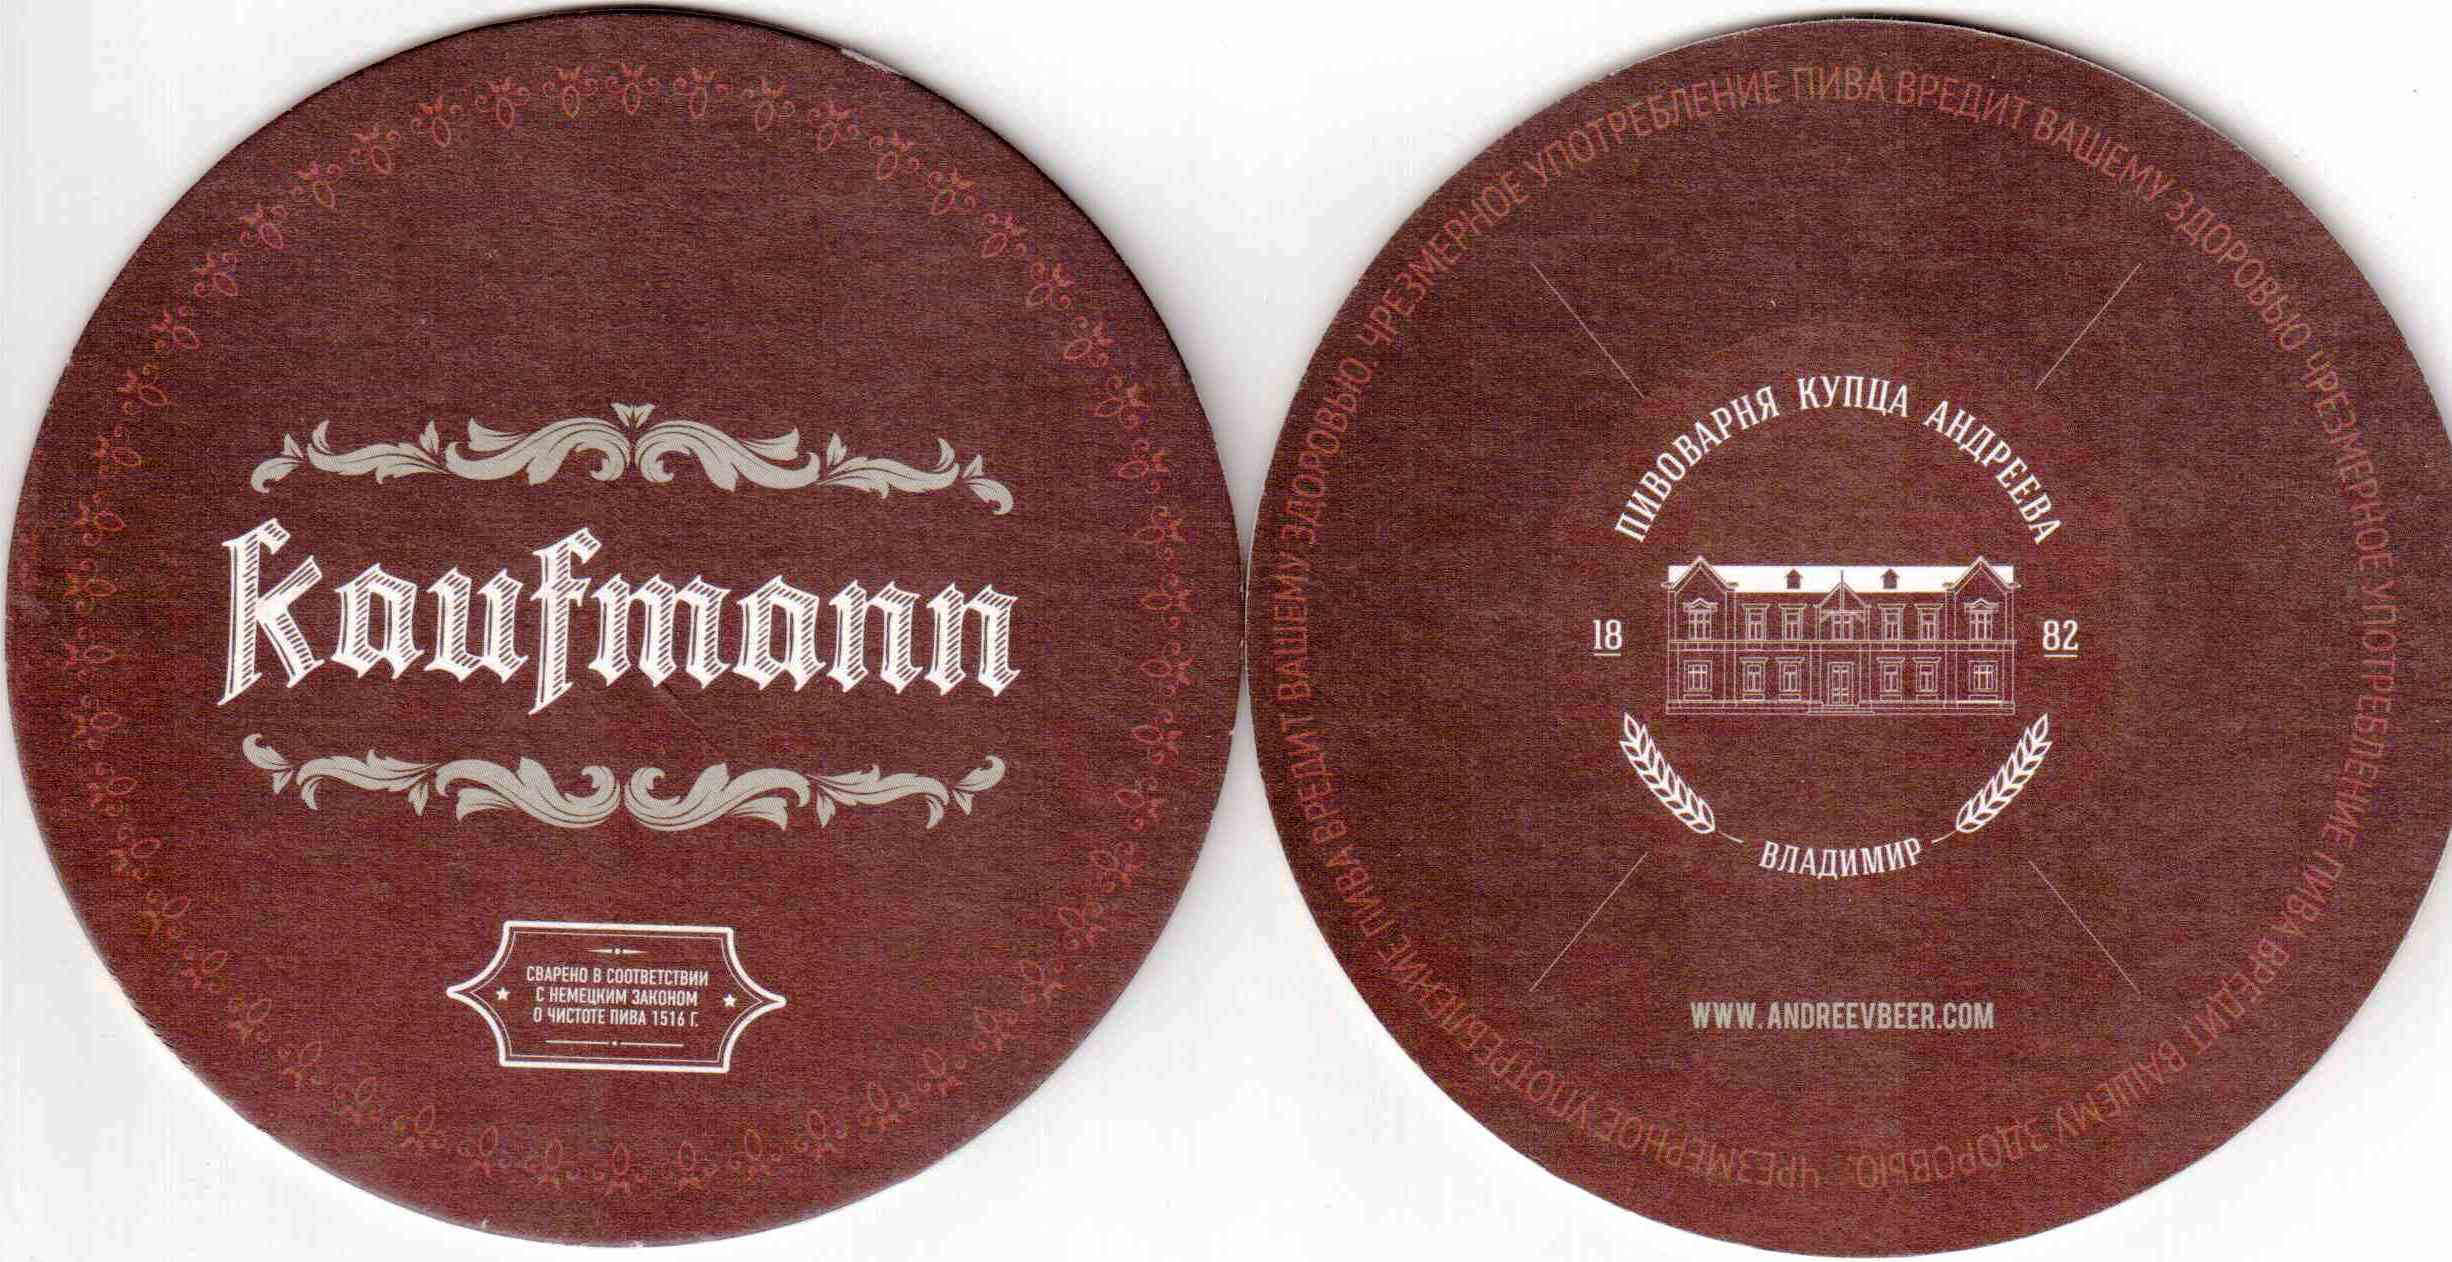 kaufmann
СВАРЕНО В СООТВЕТСТВИИ
С НЕМЕЦКИМ ЗАКОНОМ
О ЧИСТОТЕ ПИВА 1516 Г.
ЧРЕЗМЕРНОЕ УПОТРЕБЛЕНИЕ ПИВА ВРЕДИТ ВАШЕМУ ЗДОРОВЬЮ ЧРЕЗМЕРНОЕ УПОТРЕБЛЕНИЕ ПИВА ВРЕДИТ ВАШЕМУ ЗДОРОВЬЮ. ЧРЕЗМЕРНОЕ УПОТРЕБЛЕНИЕ ПИВА ВРЕДИТ ВАШЕМУ ЗДОРОВЬЮ.
ПИВОВАРНЯ КУПЦА АНДРЕЕВА
18 82
ВЛАДИМИР
WWW.ANDREEVBEER.COM